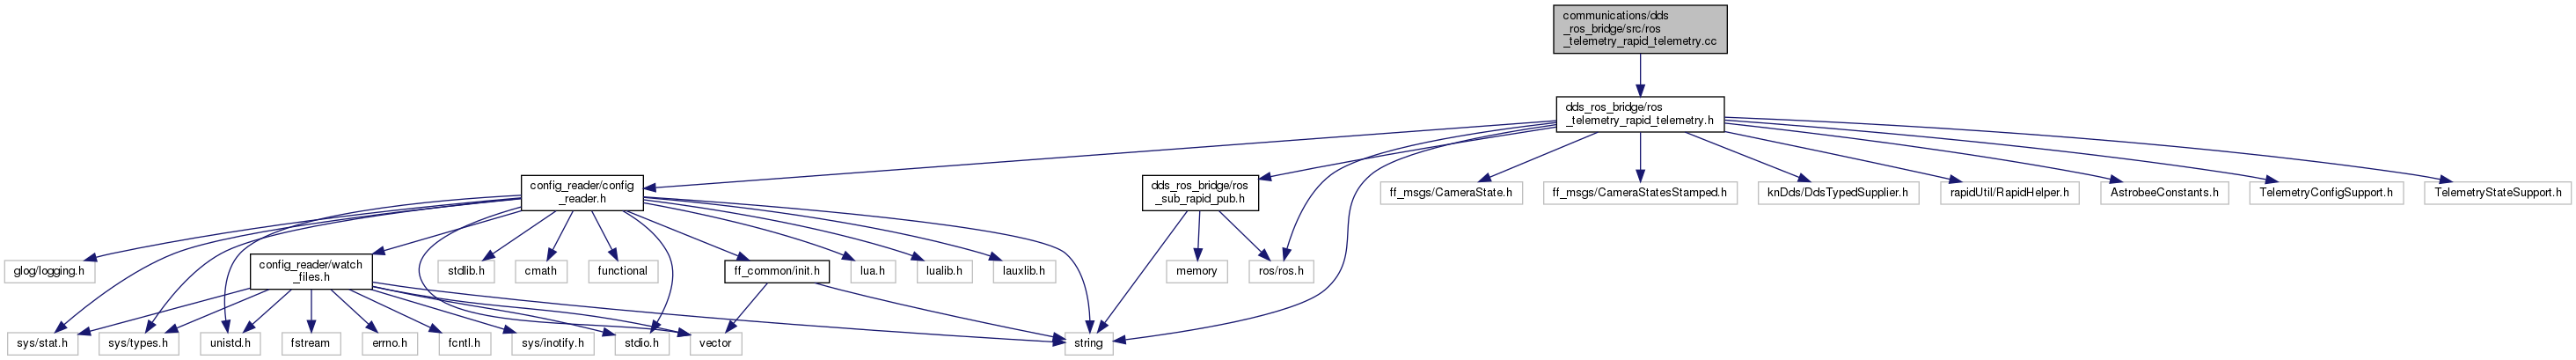 communications/dds
_ros_bridge/src/ros
_telemetry_rapid_telemetry.cc
dds_ros_bridge/ros
_telemetry_rapid_telemetry.h
config_reader/config
_reader.h
dds_ros_bridge/ros
_sub_rapid_pub.h
ff_msgs/CameraState.h
ff_msgs/CameraStatesStamped.h
knDds/DdsTypedSupplier.h
rapidUtil/RapidHelper.h
AstrobeeConstants.h
TelemetryConfigSupport.h
TelemetryStateSupport.h
glog/logging.h
config_reader/watch
_files.h
stdlib.h
cmath
functional
ff_common/init.h
lua.h
lualib.h
lauxlib.h
memory
ros/ros.h
sys/stat.h
sys/types.h
unistd.h
fstream
errno.h
fcntl.h
sys/inotify.h
stdio.h
vector
string